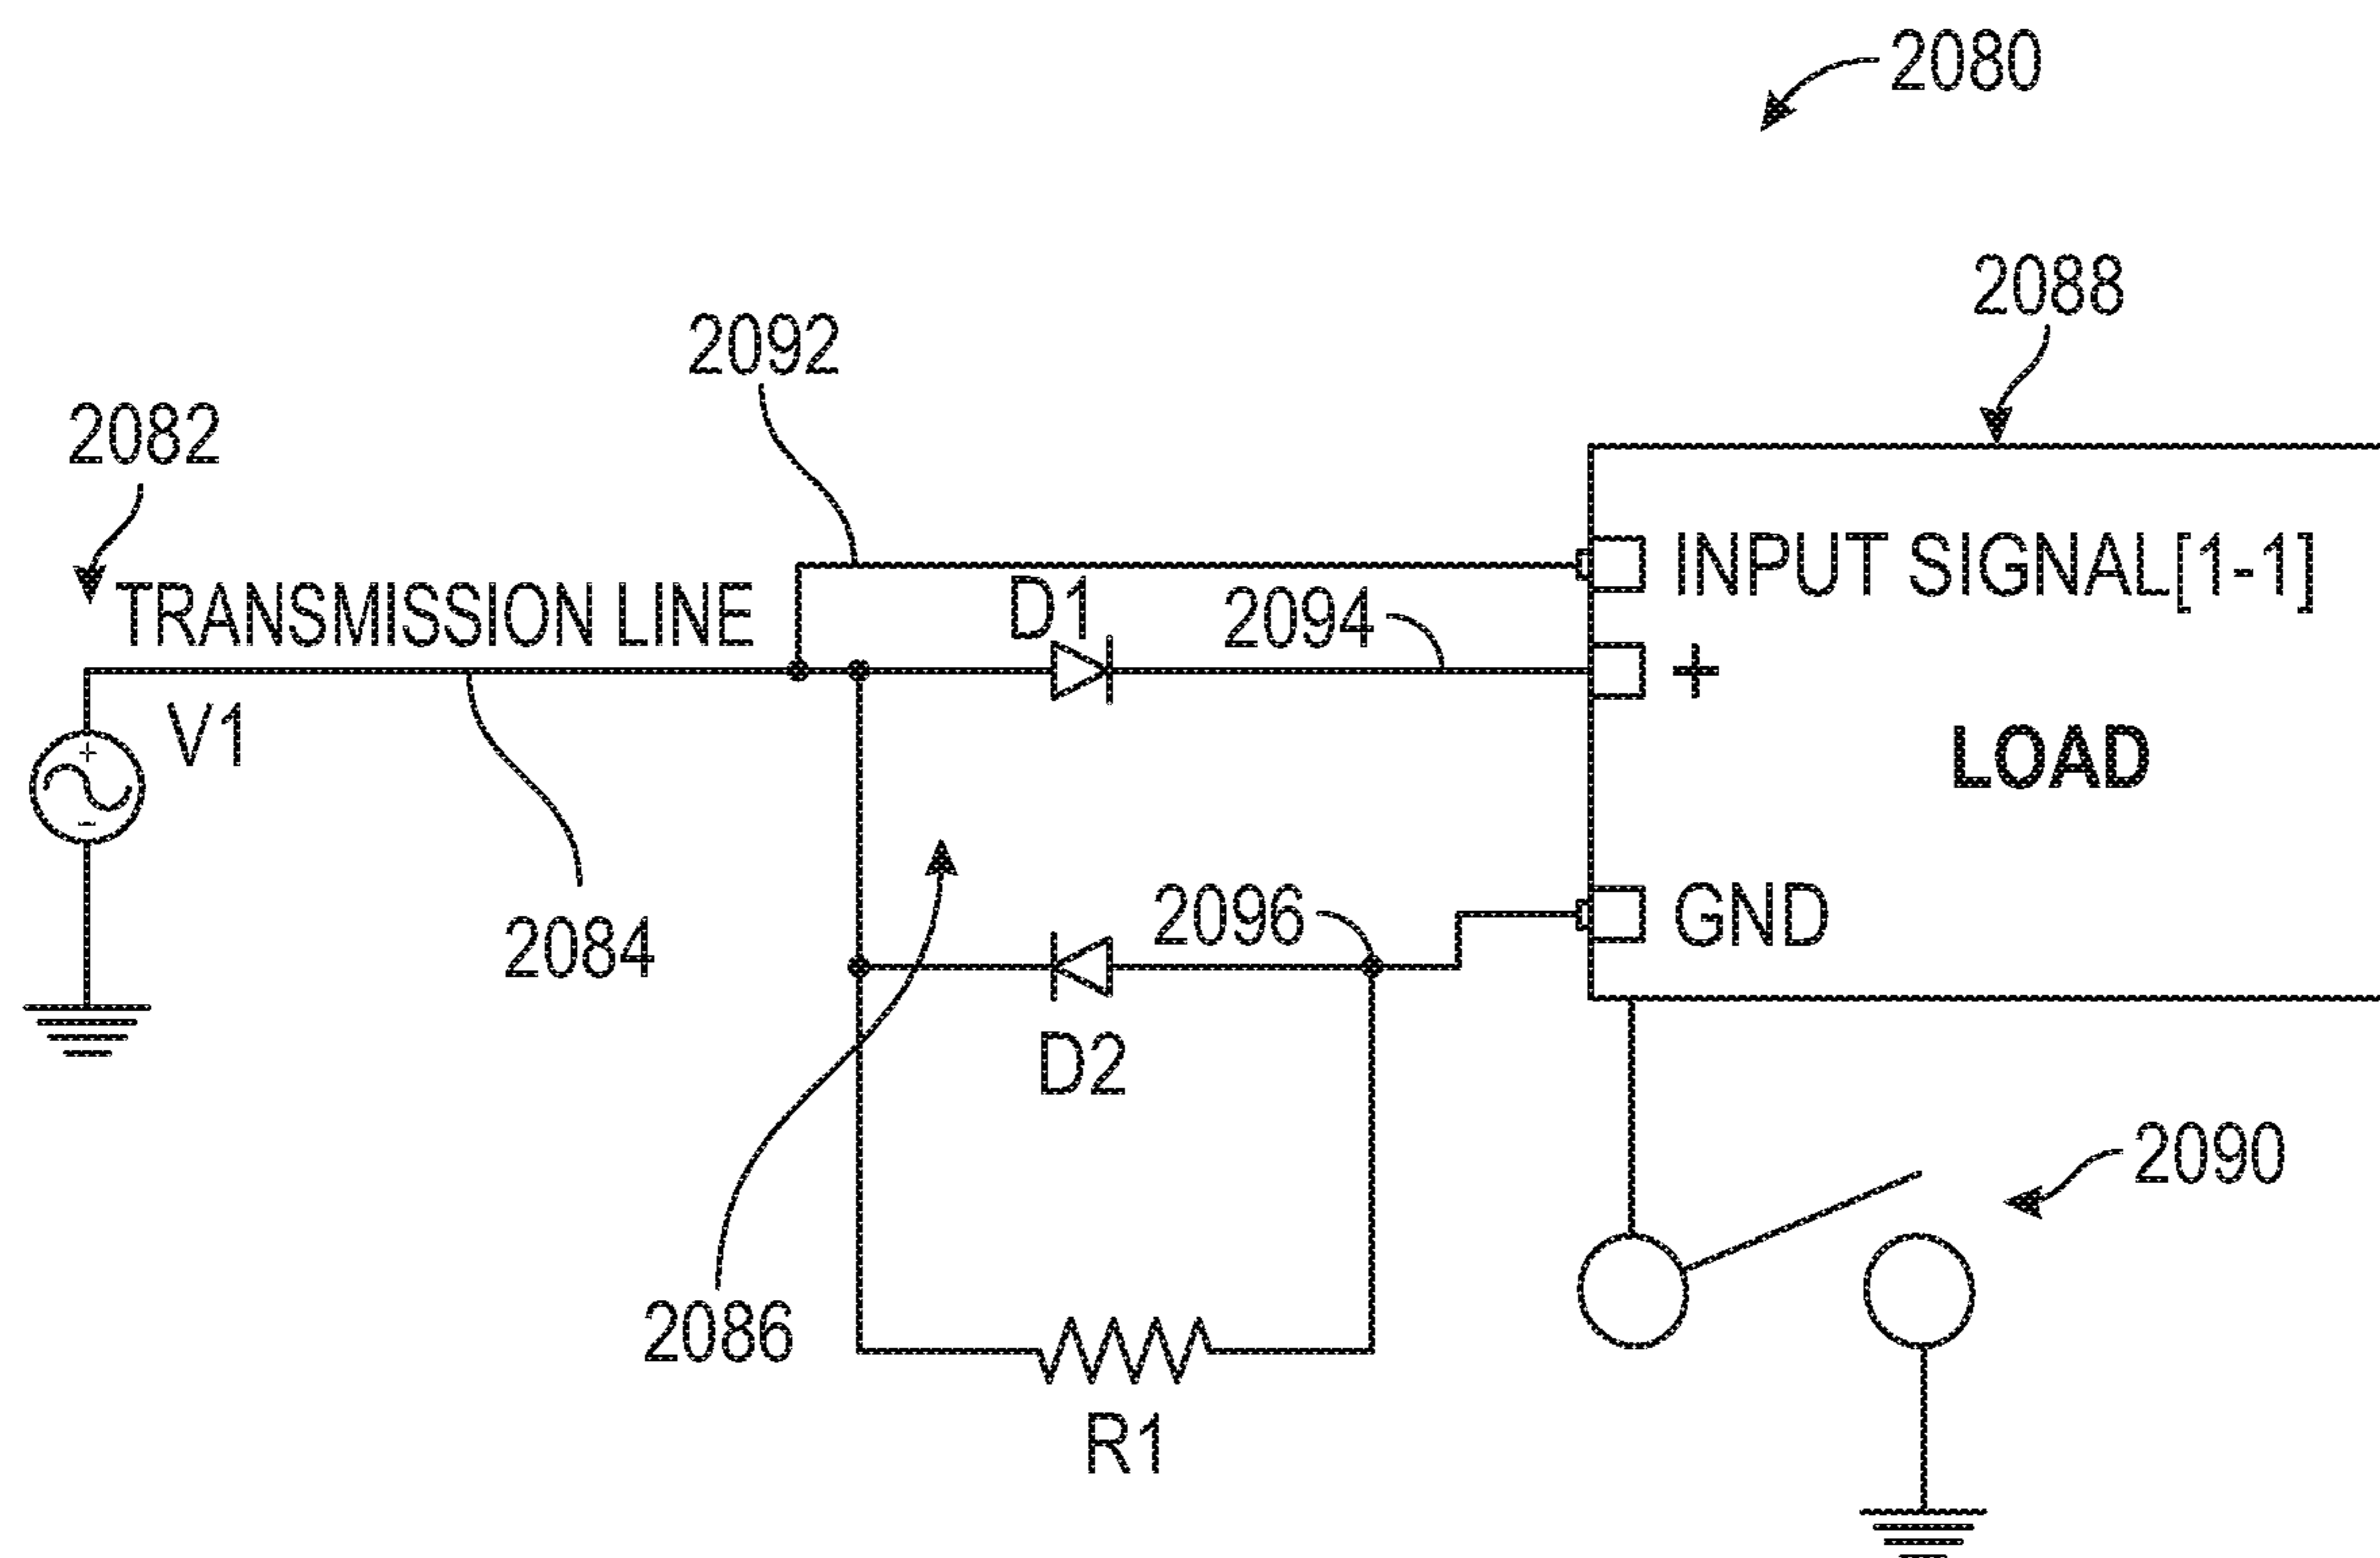 2080
2088
2092
2082
INPUT SIGNAL[1-1]
D1
2094
TRANSMISSION LINE
+
V1
LOAD
+
-
2096
GND
2084
D2
2090
2086
R1